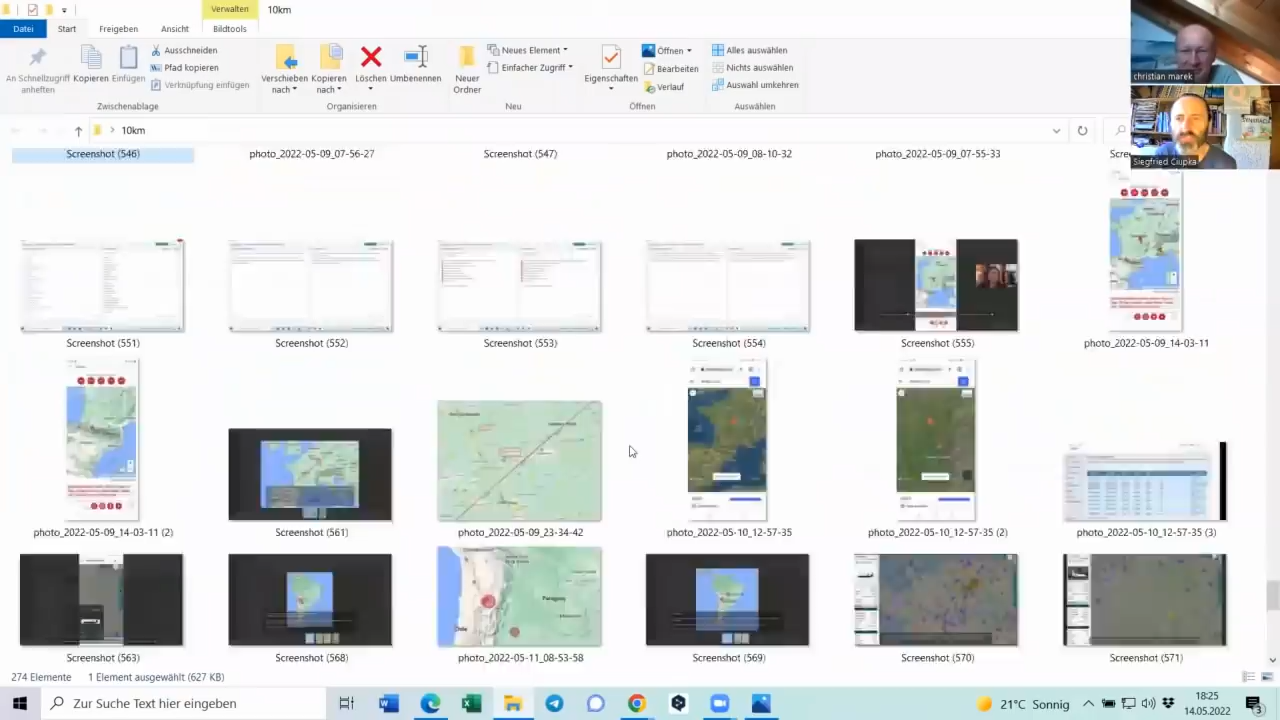 Verwalten
10km
Datei
Start
Freigeben
Ansicht
Bildtools
An Schnellzugriff
anheften
Kopieren
Einfügen
Ausschneiden
Pfad kopieren
Verknüpfung einfügen
Zwischenablage
Verschieben
nach
Kopieren
nach
Löschen
Umbenennen
Organisieren
Neuer
Ordner
Neues Element
Einfacher Zugriff
Neu
Eigenschaften
Öffnen
Bearbeiten
Verlauf
Öffnen
Alles auswählen
Nichts auswählen
Auswahl umkehren
Auswählen
christian marek
Siegfried Ciupka
10km
Screenshot (546)
photo_2022-05-09_07-56-27
Screenshot (547)
photo_2022-05-09_08-10-32
photo_2022-05-09_07-55-33
Screenshot (551)
Screenshot (552)
Screenshot (553)
Screenshot (554)
Screenshot (555)
photo_2022-05-09_14-03-11
photo_2022-05-09_14-03-11 (2)
Screenshot (561)
photo_2022-05-09_23-34-42
photo_2022-05-10_12-57-35
photo_2022-05-10_12-57-35 (2)
photo_2022-05-10_12-57-35 (3)
Paraguay
Chile
Screenshot (563)
Screenshot (568)
photo_2022-05-11_08-53-58
Screenshot (569)
Screenshot (570)
Screenshot (571)
274 Elemente
1 Element ausgewählt (627 KB)
Zur Suche Text hier eingeben
21°C Sonnig
18:25
14.05.2022
3